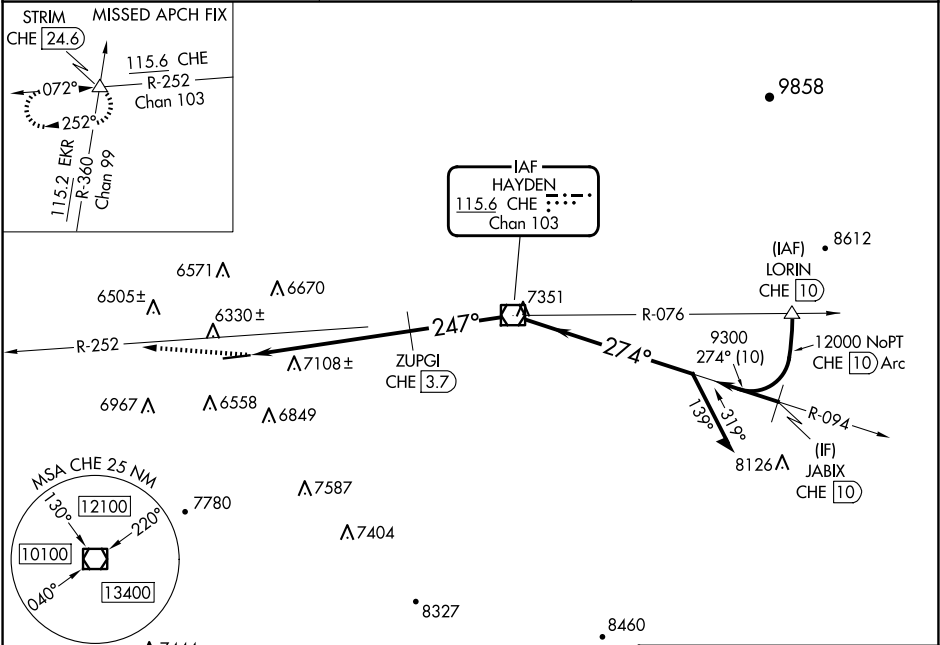 STRIM
CHE 24.6
MISSED APCH FIX
115.6 CHE
R-252
Chan 103
072°
252°
115.2 EKR
R-360
Chan 99
9858
IAF
HAYDEN
115.6 CHE
Chan 103
8612
(IAF)
LORIN
CHE 10
6571
6670
6505±
6330±
7351
R-076
247°
R-252
7108±
ZUPGI
CHE 3.7
274°
9300
274° (10)
12000 NoPT
CHE 10 Arc
6967
6558
6849
139°
319°
R-094
8126
(IF)
JABIX
CHE 10
MSA CHE 25 NM
130°
12100
220°
10100
040°
13400
7780
7587
7404
8327
8460